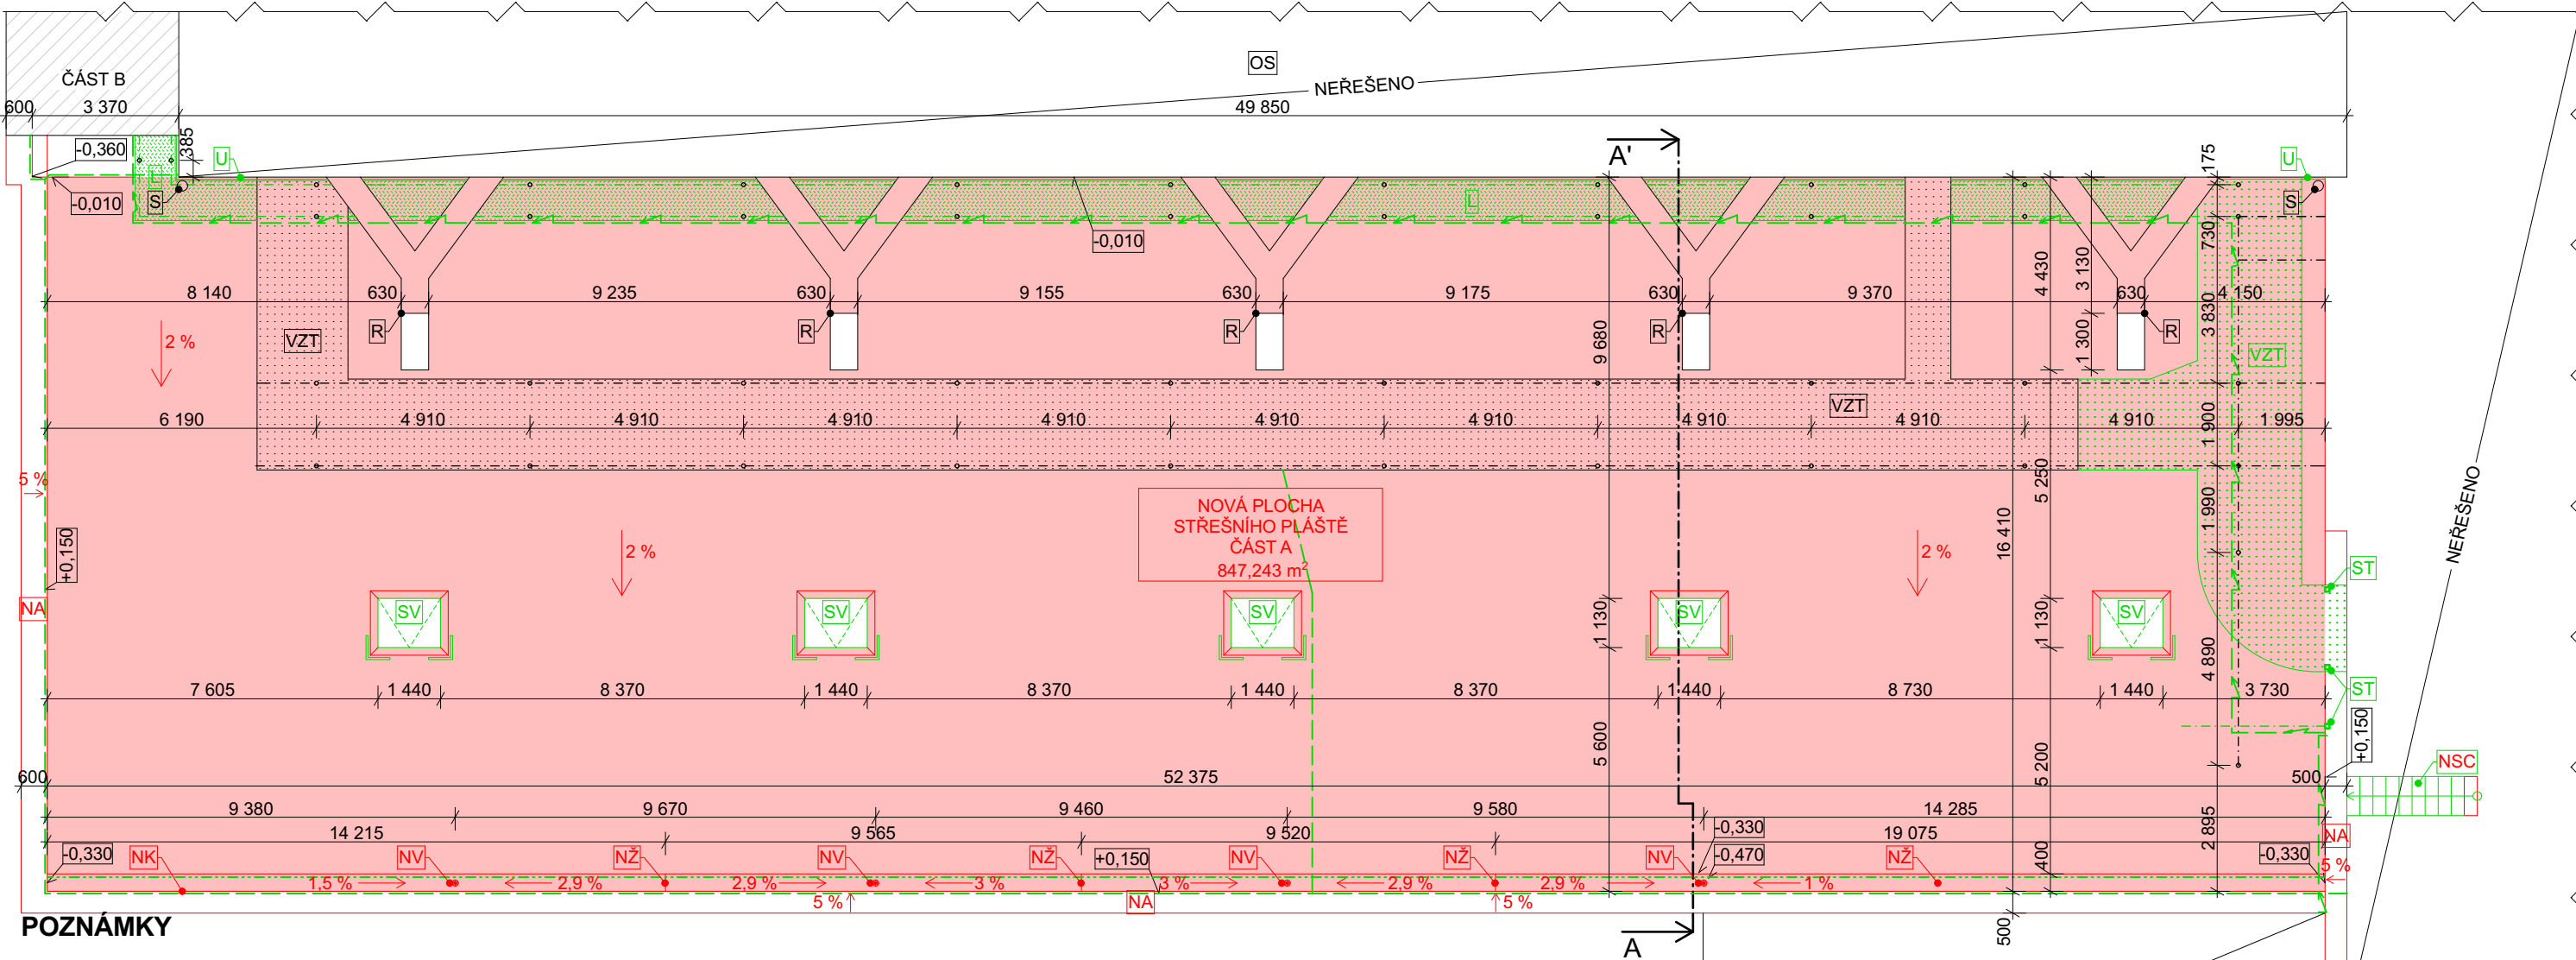 OS
ČÁST B
NEŘEŠENO
600
3 370
49 850
385
-0,360
U
A'
175
U
L
S
-0,010
L
S
-0,010
730
4 430
3 130
8 140
630
9 235
630
9 155
630
9 175
630
9 370
630
4 150
3 830
R
R
R
R
R
2 %
VZT
9 680
1 300
VZT
VZT
6 190
4 910
4 910
4 910
4 910
4 910
4 910
4 910
4 910
4 910
1 900
1 995
5 %
5 250
NEŘEŠENO
NOVÁ PLOCHA
STŘEŠNÍHO PLÁŠTĚ
ČÁST A
847,243 m²
1 990
16 410
+0,150
2 %
2 %
ST
NA
SV
SV
SV
SV
SV
1 130
1 130
4 890
7 605
1 440
8 370
1 440
8 370
1 440
8 370
1 440
8 730
1 440
3 730
ST
+0,150
5 600
5 200
600
52 375
500
NSC
9 380
9 670
9 460
9 580
14 285
14 215
9 565
9 520
-0,330
19 075
2 895
NA
-0,330
NK
NV
NŽ
NV
NŽ
+0,150
NV
NŽ
NV
-0,470
NŽ
400
-0,330
5 %
1,5 %
2,9 %
2,9 %
3 %
3 %
2,9 %
2,9 %
1 %
5 %
NA
5 %
POZNÁMKY
A
500